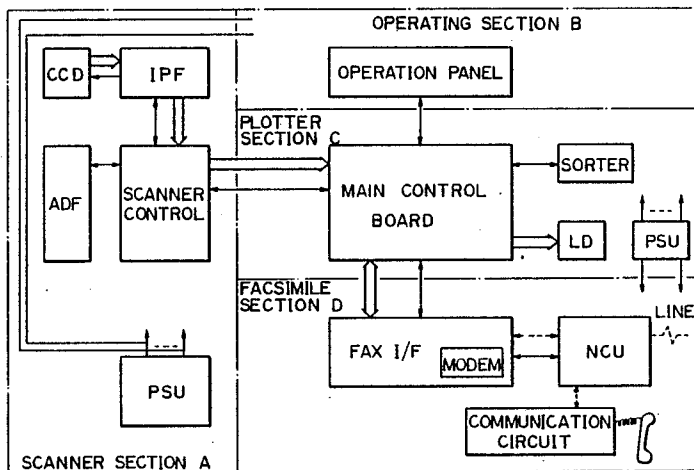 OPERATING SECTION B
CCD
IPF
OPERATION PANEL
PLOTTER
SECTION C
ADF
SCANNER
CONTROL
MAIN CONTROL
BOARD
SORTER
LD
PSU
FACSIMILE
SECTION D
LINE
FAX I/F
MODEM
NCU
PSU
COMMUNICATION
CIRCUIT
SCANNER SECTION A